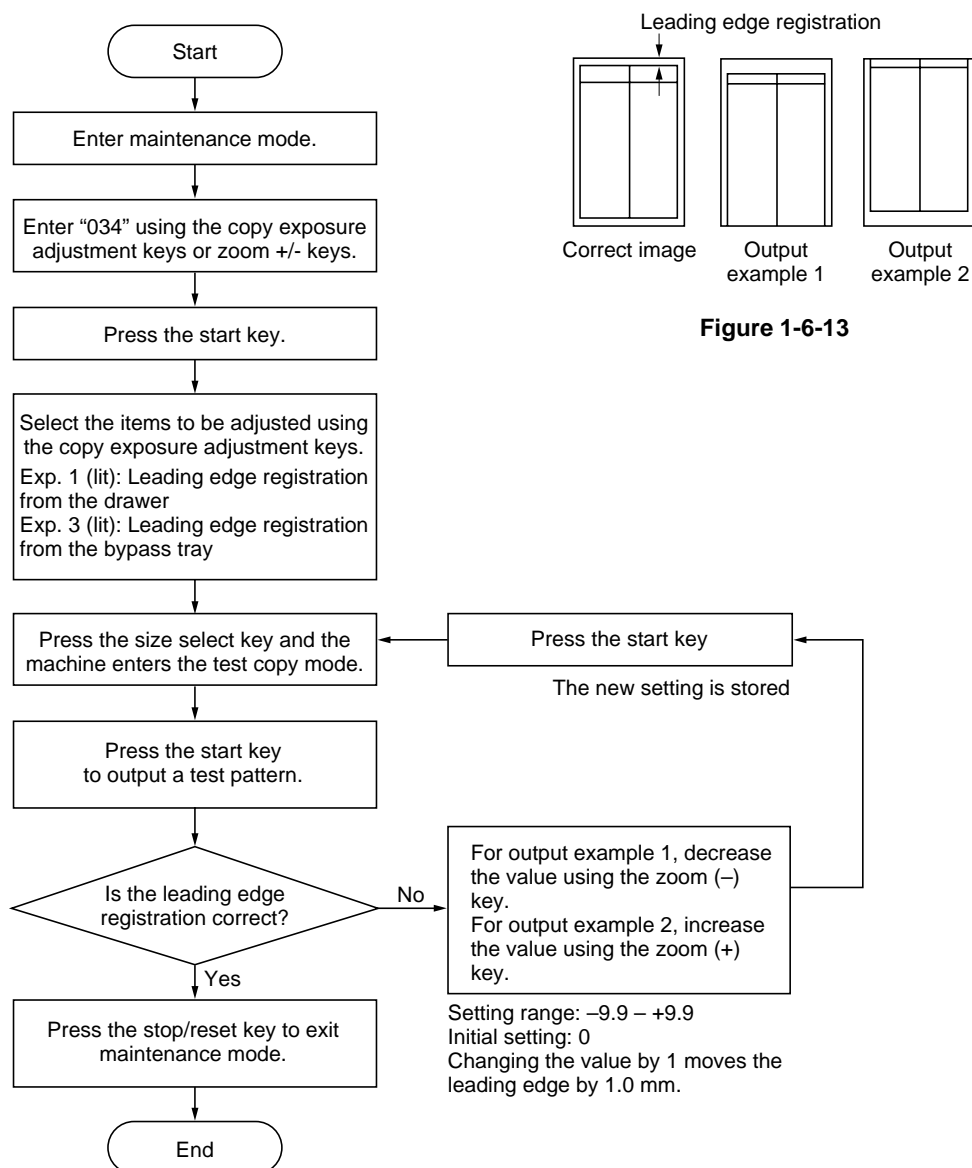 Start
Enter maintenance mode.
Enter “034” using the copy exposure
adjustment keys or zoom +/- keys.
Press the start key.
Select the items to be adjusted using
the copy exposure adjustment keys.
Exp. 1 (lit): Leading edge registration
from the drawer
Exp. 3 (lit): Leading edge registration
from the bypass tray
Press the size select key and the
machine enters the test copy mode.
Press the start key
to output a test pattern.
Is the leading edge
registration correct?
No
Yes
Press the stop/reset key to exit
maintenance mode.
End
Press the start key
The new setting is stored
For output example 1, decrease
the value using the zoom (–)
key.
For output example 2, increase
the value using the zoom (+)
key.
Setting range: –9.9 – +9.9
Initial setting: 0
Changing the value by 1 moves the
leading edge by 1.0 mm.
Leading edge registration
Correct image
Output
example 1
Output
example 2
Figure 1-6-13